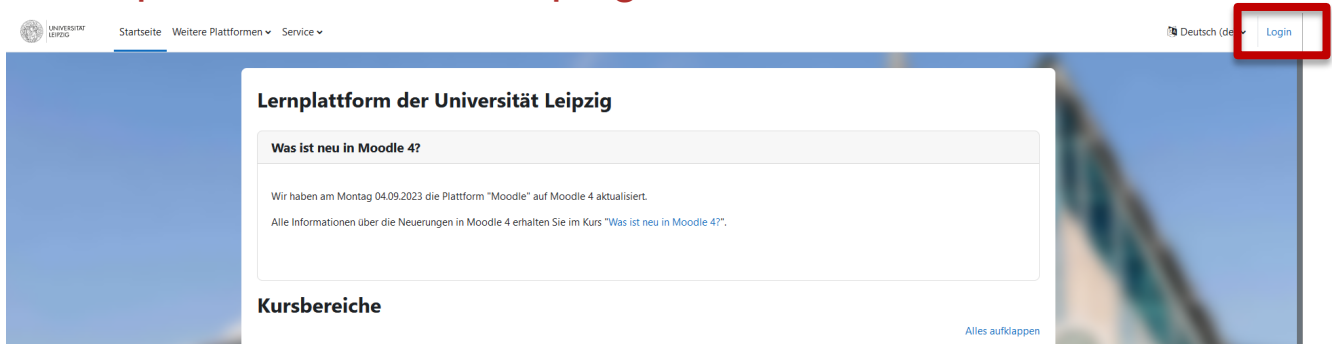 UNIVERSITÄT
LEIPZIG
Startseite Weitere Plattformen Service
Deutsch (de) Login
Lernplattform der Universität Leipzig
Was ist neu in Moodle 4?
Wir haben am Montag 04.09.2023 die Plattform "Moodle" auf Moodle 4 aktualisiert.
Alle Informationen über die Neuerungen in Moodle 4 erhalten Sie im Kurs "Was ist neu in Moodle 4?".
Kursbereiche
Alles aufklappen